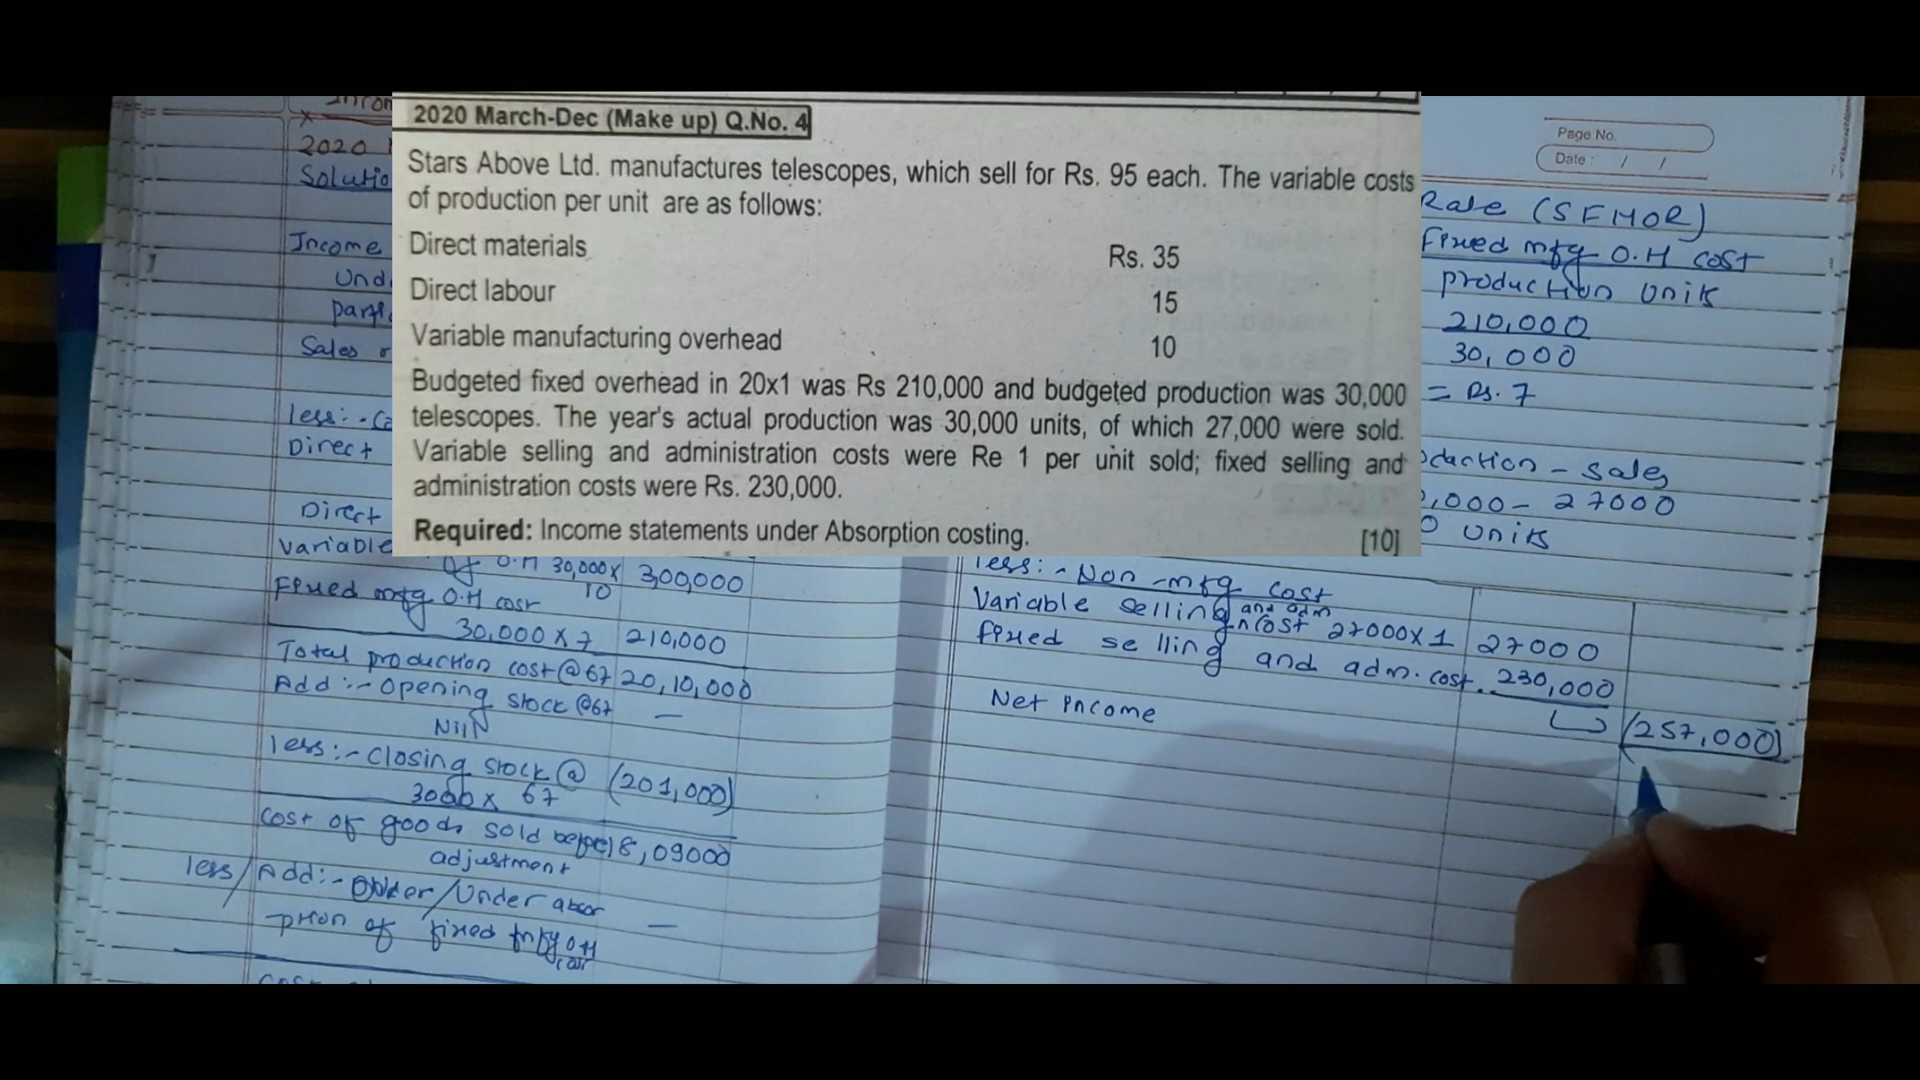 2020 March-Dec (Make up) Q.No. 4
Stars Above Ltd. manufactures telescopes, which sell for Rs. 95 each. The variable costs
of production per unit are as follows:
Direct materials Rs. 35
Direct labour 15
Variable manufacturing overhead 10
Budgeted fixed overhead in 20x1 was Rs 210,000 and budgeted production was 30,000
telescopes. The year's actual production was 30,000 units, of which 27,000 were sold.
Variable selling and administration costs were Re 1 per unit sold; fixed selling and
administration costs were Rs. 230,000.
Required: Income statements under Absorption costing. [10]
2020
Solutio
Income
Und
Sales
less:-
Direct
Direct
Variable
O.H 30,000 x 10 3,00,000
Fixed mfg O.H cost
30,000 x 7 210,000
Total production cost @ 67 20,10,000
Add:- Opening stock @ 67 —
Nil
less:- Closing stock @ (201,000)
3000 x 67
Cost of goods sold before 18,09000
adjustment
less/Add:- Over/Under absor
ption of fixed mfg O.H —
cost
Page No.
Date: / /
Rate (SFMOR)
Fixed mfg O.H cost
production units
210,000
30,000
= Rs. 7
duction - sales
,000 - 27000
0 units
less:- Non-mfg cost
Variable selling and adm
cost 27000 x 1 27000
fixed selling and adm. cost 230,000
(257,000)
Net income